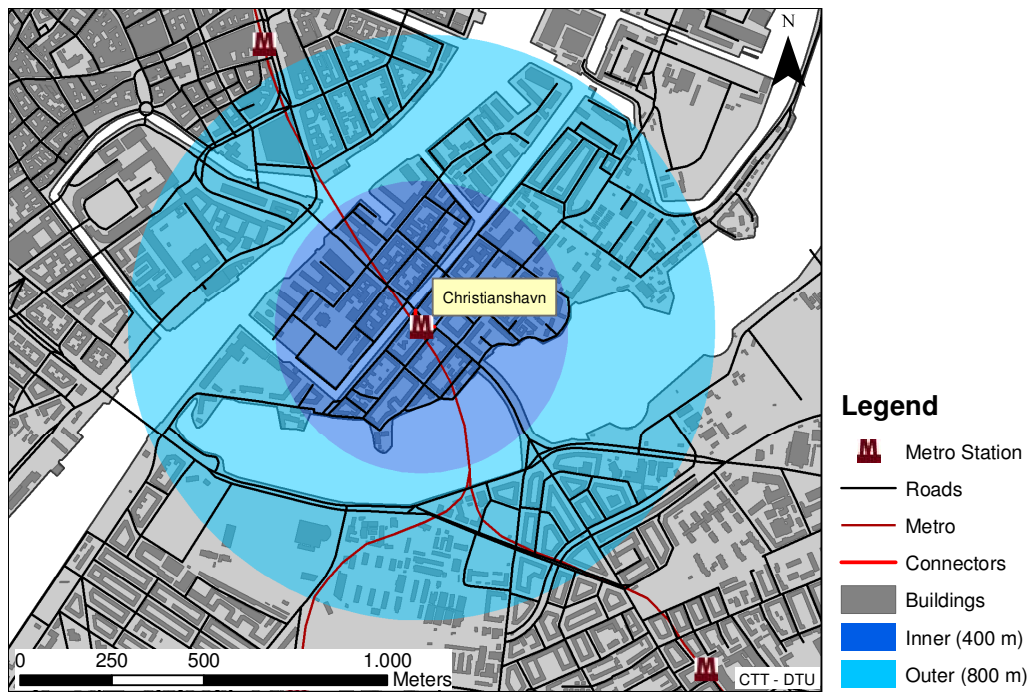 N
Christianshavn
0 250 500 1.000
Meters
CTT - DTU
Legend
Metro Station
Roads
Metro
Connectors
Buildings
Inner (400 m)
Outer (800 m)